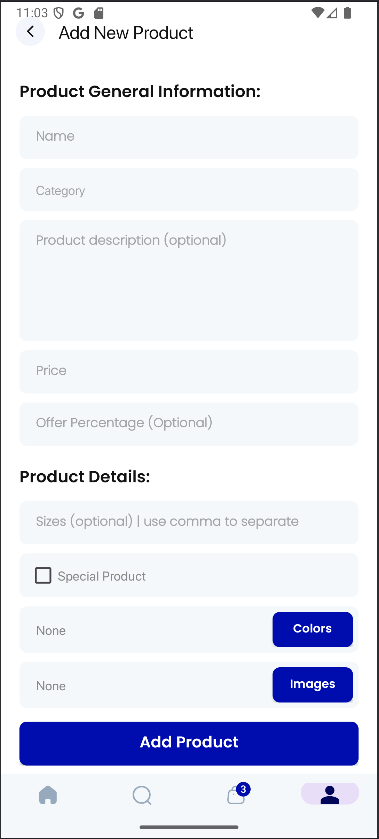 11:03
Add New Product
Product General Information:
Name
Category
Product description (optional)
Price
Offer Percentage (Optional)
Product Details:
Sizes (optional) | use comma to separate
Special Product
None
Colors
None
Images
Add Product
3